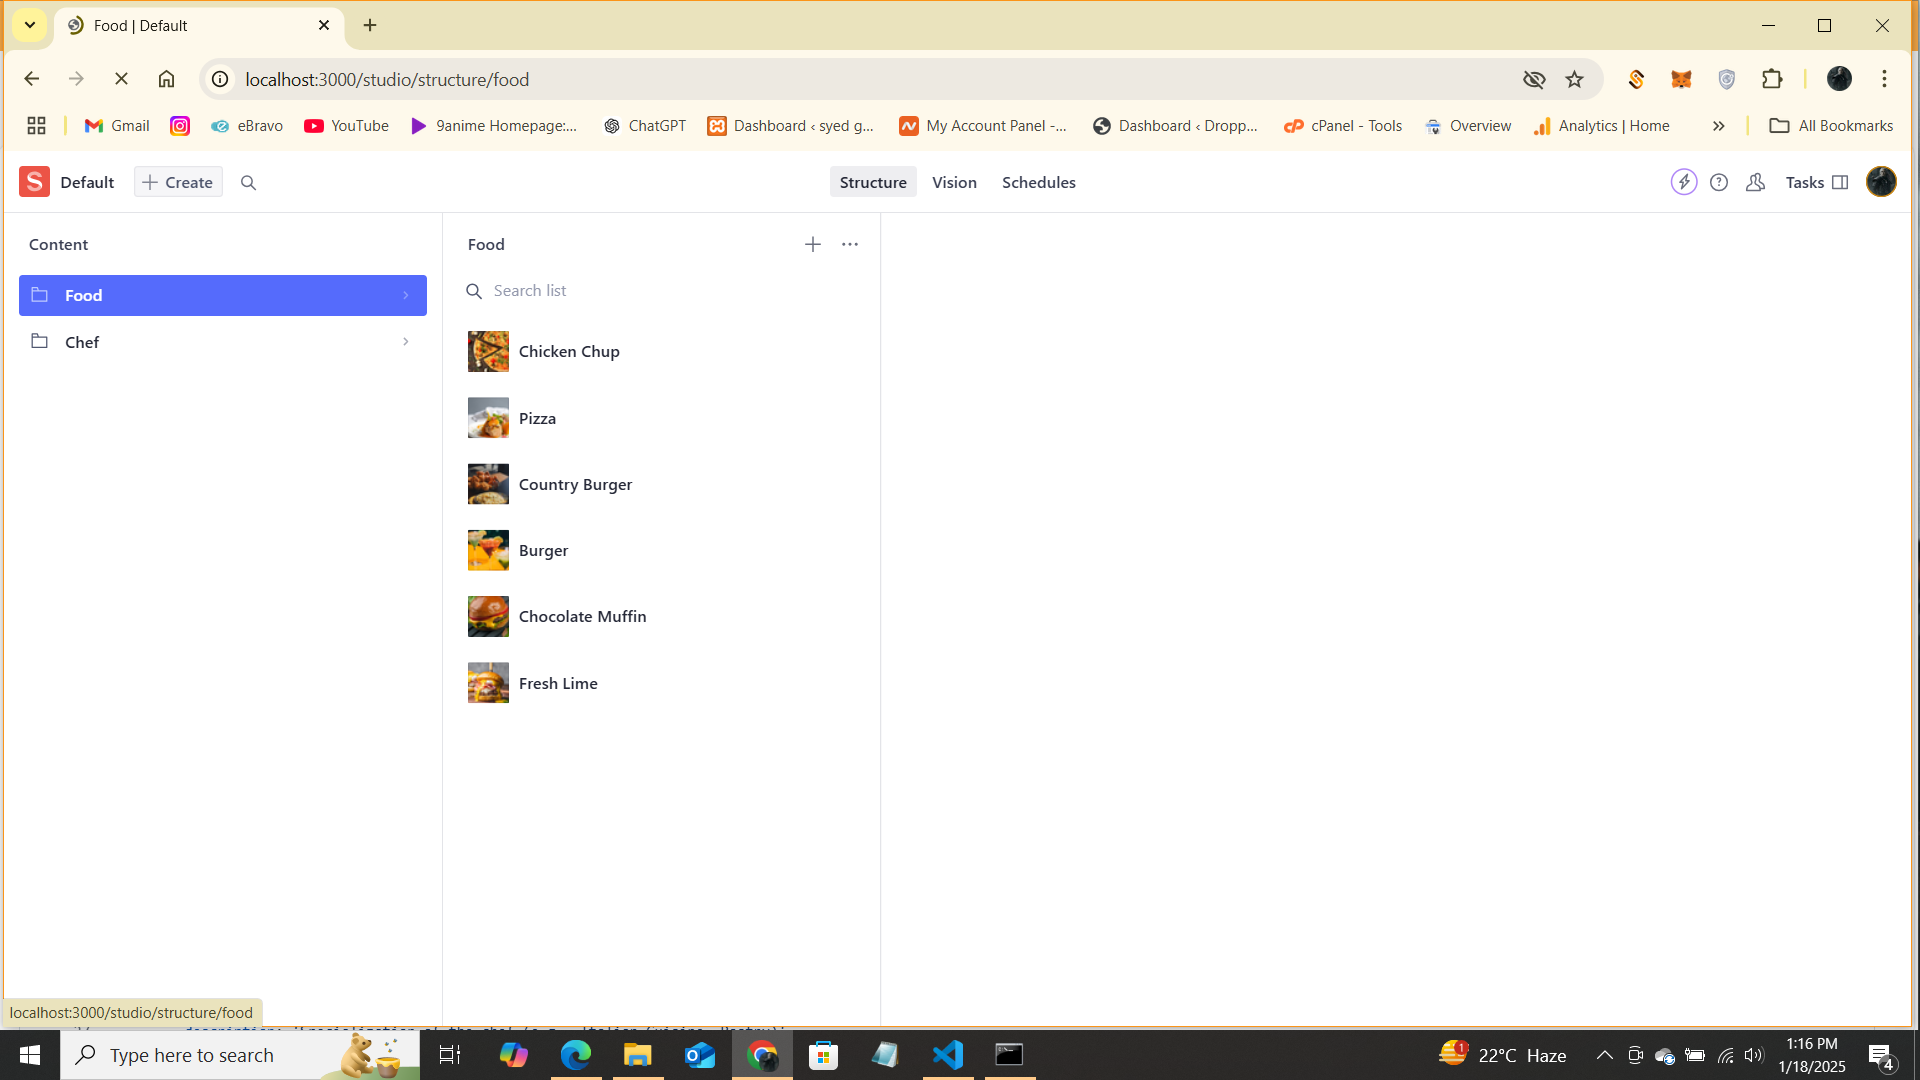 Food | Default
localhost:3000/studio/structure/food
Gmail
eBravo
YouTube
9anime Homepage:...
ChatGPT
Dashboard ‹ syed g...
My Account Panel -...
Dashboard ‹ Dropp...
cPanel - Tools
Overview
Analytics | Home
All Bookmarks
S Default
Create
Structure
Vision
Schedules
Tasks
Content
Food
Chef
Food
Search list
Chicken Chup
Pizza
Country Burger
Burger
Chocolate Muffin
Fresh Lime
localhost:3000/studio/structure/food
Type here to search
1
22°C Haze
1:16 PM
1/18/2025
4